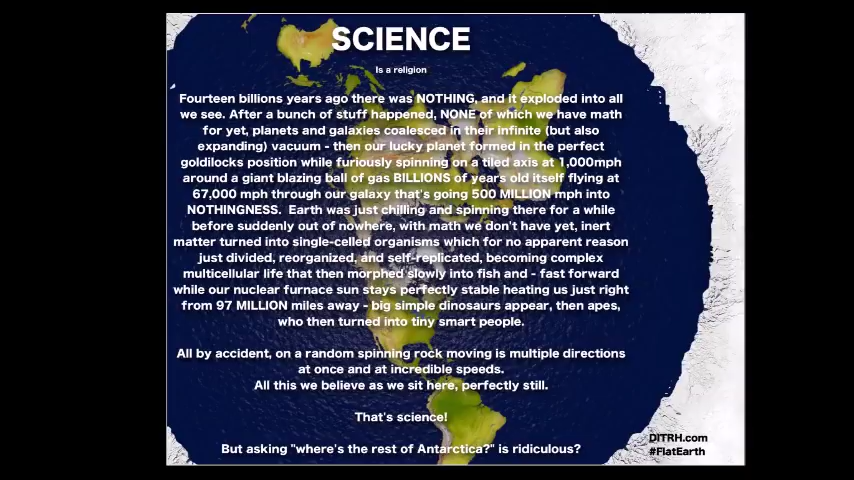 SCIENCE
Is a religion
Fourteen billions years ago there was NOTHING, and it exploded into all
we see. After a bunch of stuff happened, NONE of which we have math
for yet, planets and galaxies coalesced in their infinite (but also
expanding) vacuum - then our lucky planet formed in the perfect
goldilocks position while furiously spinning on a tiled axis at 1,000mph
around a giant blazing ball of gas BILLIONS of years old itself flying at
67,000 mph through our galaxy that's going 500 MILLION mph into
NOTHINGNESS. Earth was just chilling and spinning there for a while
before suddenly out of nowhere, with math we don't have yet, inert
matter turned into single-celled organisms which for no apparent reason
just divided, reorganized, and self-replicated, becoming complex
multicellular life that then morphed slowly into fish and - fast forward
while our nuclear furnace sun stays perfectly stable heating us just right
from 97 MILLION miles away - big simple dinosaurs appear, then apes,
who then turned into tiny smart people.
All by accident, on a random spinning rock moving is multiple directions
at once and at incredible speeds.
All this we believe as we sit here, perfectly still.
That's science!
But asking "where's the rest of Antarctica?" is ridiculous?
DITRH.com
#FlatEarth